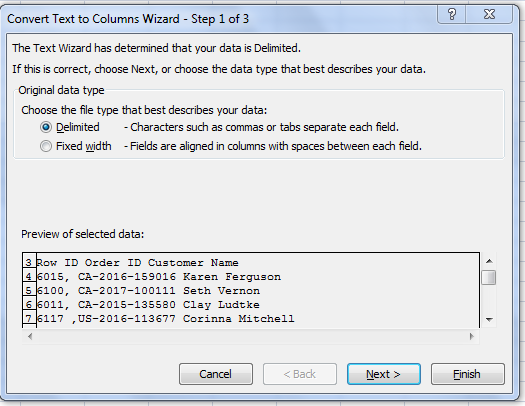 Convert Text to Columns Wizard - Step 1 of 3
The Text Wizard has determined that your data is Delimited.
If this is correct, choose Next, or choose the data type that best describes your data.
Original data type
Choose the file type that best describes your data:
Delimited - Characters such as commas or tabs separate each field.
Fixed width - Fields are aligned in columns with spaces between each field.
Preview of selected data:
3 Row ID Order ID Customer Name
4 6015, CA-2016-159016 Karen Ferguson
5 6100, CA-2017-100111 Seth Vernon
6 6011, CA-2015-135580 Clay Ludtke
7 6117 ,US-2016-113677 Corinna Mitchell
Cancel < Back Next > Finish